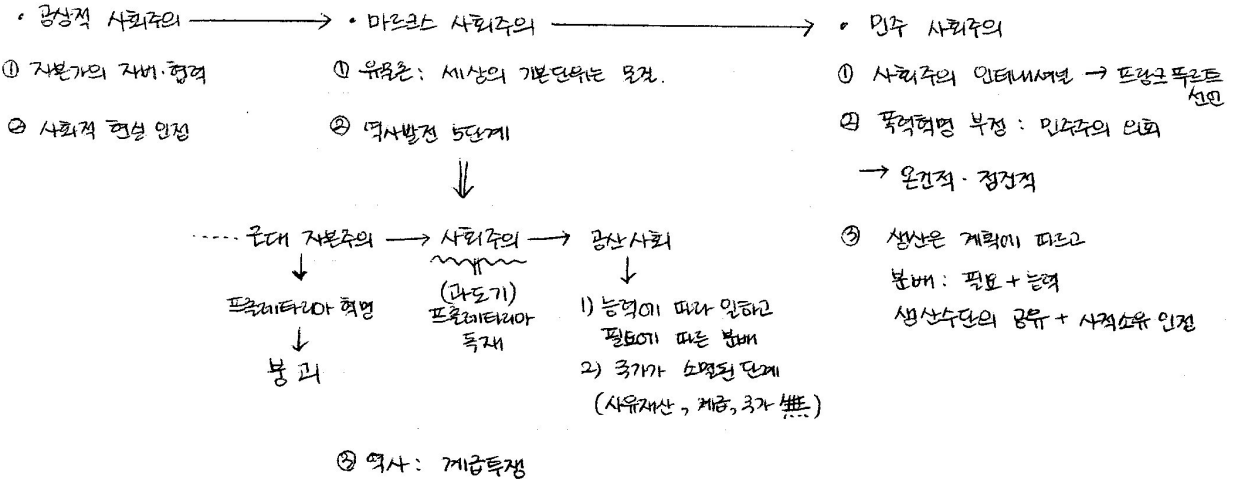 • 공상적 사회주의 → • 마르크스 사회주의 → • 민주 사회주의
① 자본가의 자비·협력
② 사회적 현실 인정
① 유물론: 세상의 기본단위는 물질.
② 역사발전 5단계
⇓
····· 근대 자본주의 → 사회주의 → 공산사회
↓
프롤레타리아 혁명
↓
붕괴
(과도기)
프롤레타리아
독재
↓
1) 능력에 따라 일하고
필요에 따른 분배
2) 국가가 소멸된 단계
(사유재산, 계급, 국가 無)
③ 역사: 계급투쟁
① 사회주의 인터내셔널 → 프랑크푸르트
선언
② 폭력혁명 부정: 민주주의 의회
→ 온건적·점진적
③ 생산은 계획에 따르고
분배: 필요 + 능력
생산수단의 공유 + 사적소유 인정